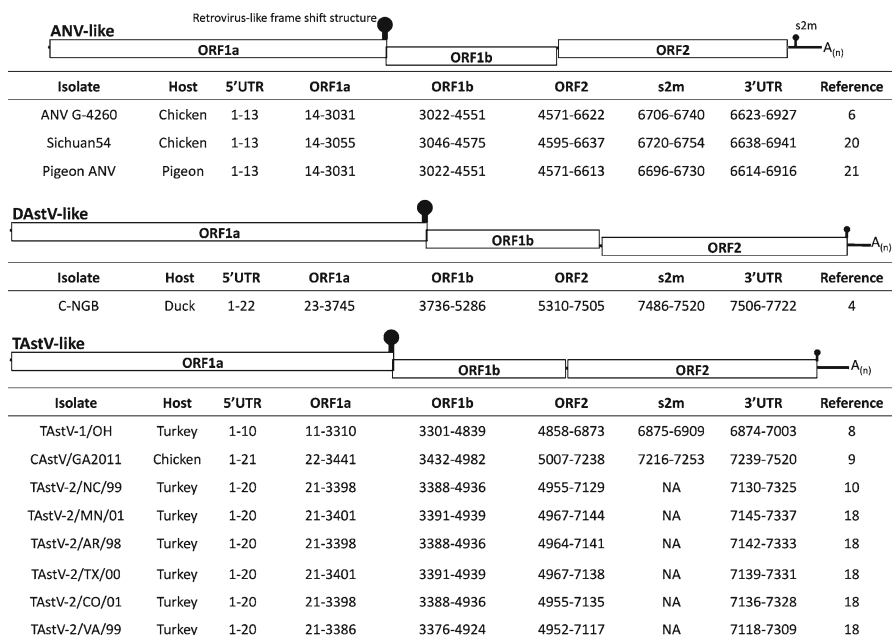 Retrovirus-like frame shift structure
s2m
ANV-like
ORF1a ORF1b ORF2 A(n)
Isolate Host 5'UTR ORF1a ORF1b ORF2 s2m 3'UTR Reference
ANV G-4260 Chicken 1-13 14-3031 3022-4551 4571-6622 6706-6740 6623-6927 6
Sichuan54 Chicken 1-13 14-3055 3046-4575 4595-6637 6720-6754 6638-6941 20
Pigeon ANV Pigeon 1-13 14-3031 3022-4551 4571-6613 6696-6730 6614-6916 21
DAstV-like
ORF1a ORF1b ORF2 A(n)
Isolate Host 5'UTR ORF1a ORF1b ORF2 s2m 3'UTR Reference
C-NGB Duck 1-22 23-3745 3736-5286 5310-7505 7486-7520 7506-7722 4
TAstV-like
ORF1a ORF1b ORF2 A(n)
Isolate Host 5'UTR ORF1a ORF1b ORF2 s2m 3'UTR Reference
TAstV-1/OH Turkey 1-10 11-3310 3301-4839 4858-6873 6875-6909 6874-7003 8
CAstV/GA2011 Chicken 1-21 22-3441 3432-4982 5007-7238 7216-7253 7239-7520 9
TAstV-2/NC/99 Turkey 1-20 21-3398 3388-4936 4955-7129 NA 7130-7325 10
TAstV-2/MN/01 Turkey 1-20 21-3401 3391-4939 4967-7144 NA 7145-7337 18
TAstV-2/AR/98 Turkey 1-20 21-3398 3388-4936 4964-7141 NA 7142-7333 18
TAstV-2/TX/00 Turkey 1-20 21-3401 3391-4939 4967-7138 NA 7139-7331 18
TAstV-2/CO/01 Turkey 1-20 21-3398 3388-4936 4955-7135 NA 7136-7328 18
TAstV-2/VA/99 Turkey 1-20 21-3386 3376-4924 4952-7117 NA 7118-7309 18